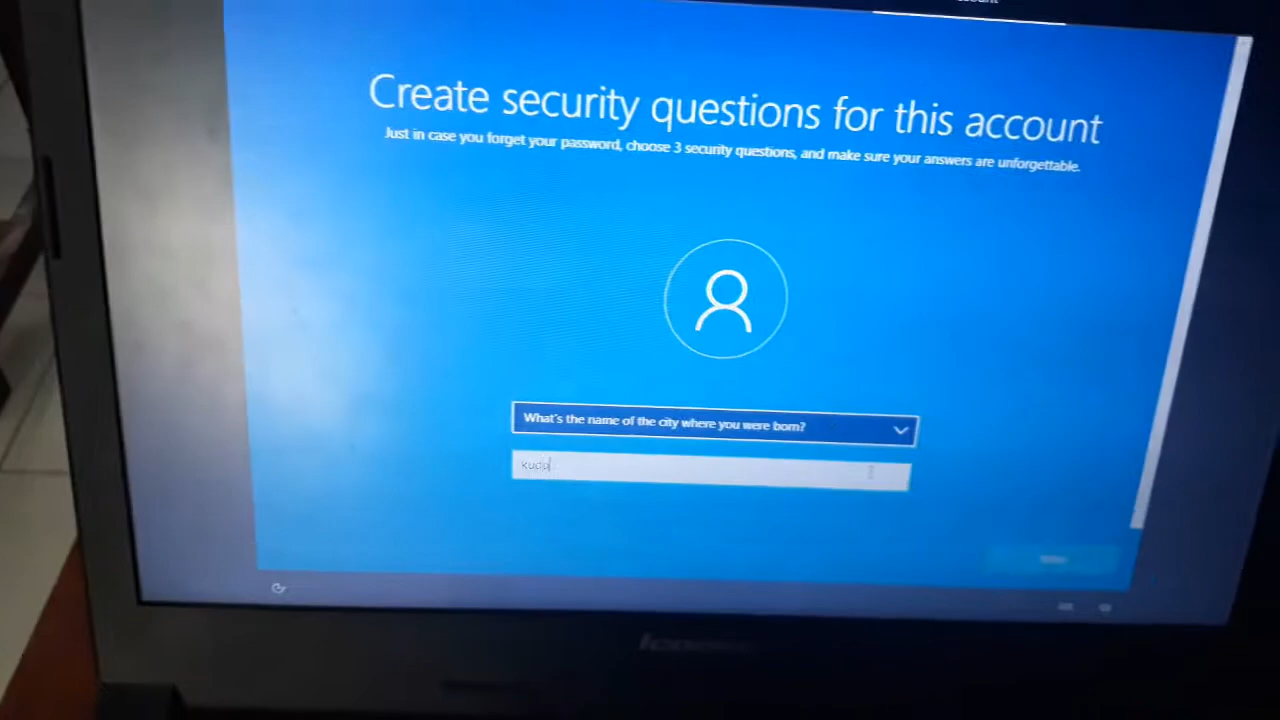 Create security questions for this account
Just in case you forget your password, choose 3 security questions, and make sure your answers are unforgettable.
What's the name of the city where you were born?